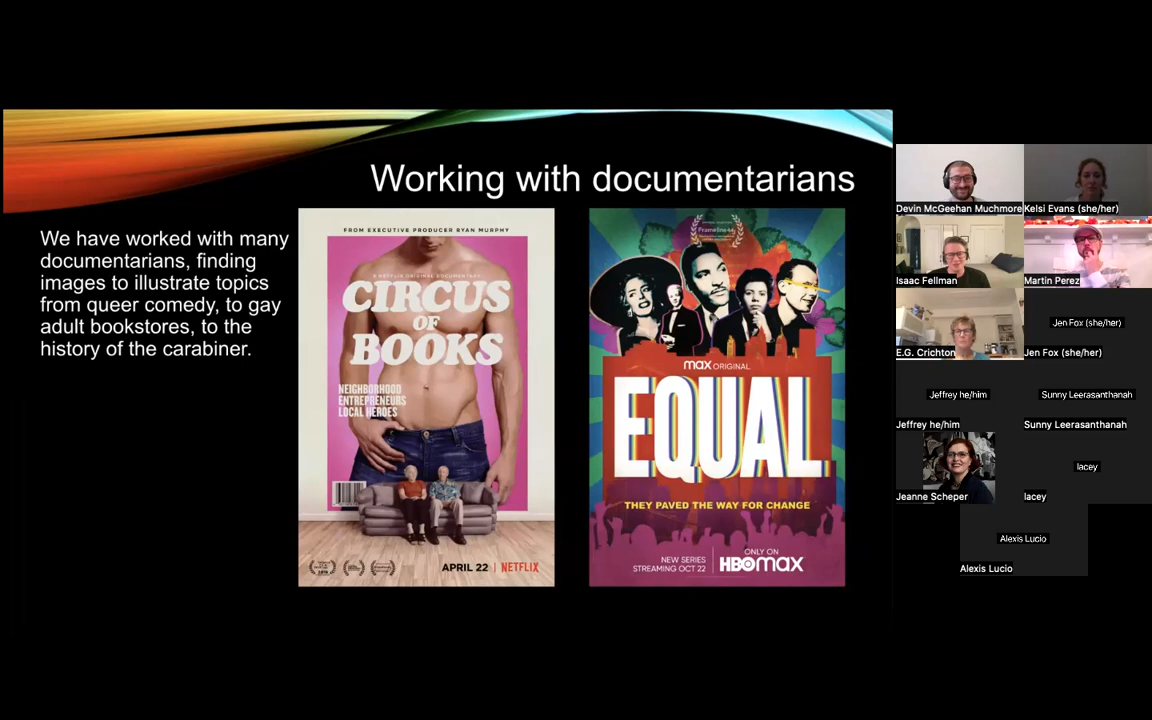 Working with documentarians
We have worked with many
documentarians, finding
images to illustrate topics
from queer comedy, to gay
adult bookstores, to the
history of the carabiner.
FROM EXECUTIVE PRODUCER RYAN MURPHY
A NETFLIX ORIGINAL DOCUMENTARY
CIRCUS
OF
BOOKS
NEIGHBORHOOD
ENTREPRENEURS
LOCAL HEROES
APRIL 22 | NETFLIX
max ORIGINAL
EQUAL
THEY PAVED THE WAY FOR CHANGE
NEW SERIES
STREAMING OCT 22
ONLY ON
HBOmax
Devin McGeehan Muchmore
Kelsi Evans (she/her)
Isaac Fellman
Martin Perez
E.G. Crichton
Jen Fox (she/her)
Jen Fox (she/her)
Jeffrey he/him
Jeffrey he/him
Sunny Leerasanthanah
Sunny Leerasanthanah
Jeanne Scheper
lacey
lacey
Alexis Lucio
Alexis Lucio